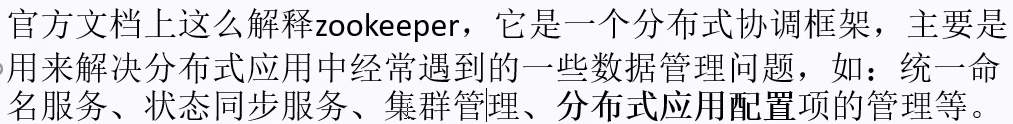 官方文档上这么解释zookeeper，它是一个分布式协调框架，主要是
用来解决分布式应用中经常遇到的一些数据管理问题，如：统一命
名服务、状态同步服务、集群管理、分布式应用配置项的管理等。